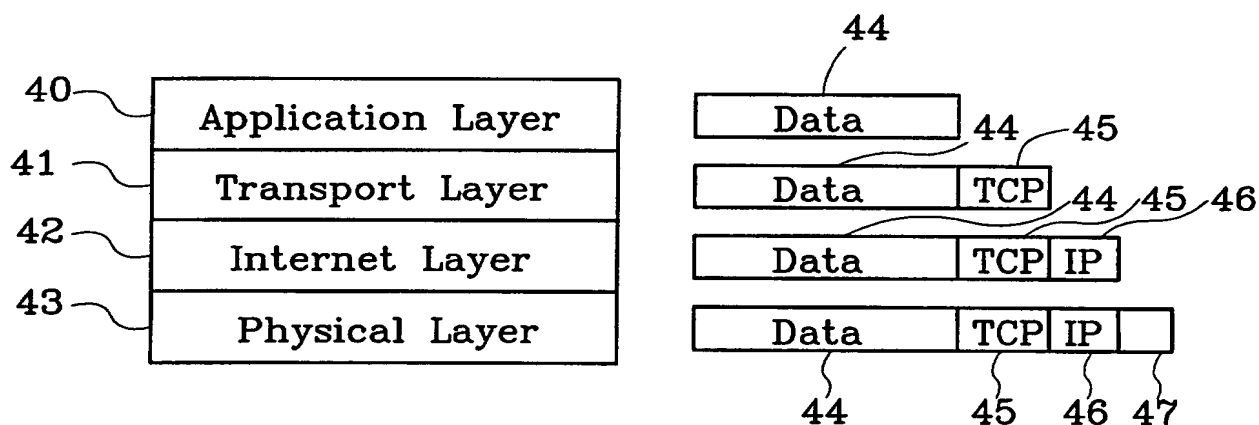 44
40 Application Layer Data
44 45
41 Transport Layer Data TCP
44 45 46
42 Internet Layer Data TCP IP
43 Physical Layer Data TCP IP
44 45 46 47